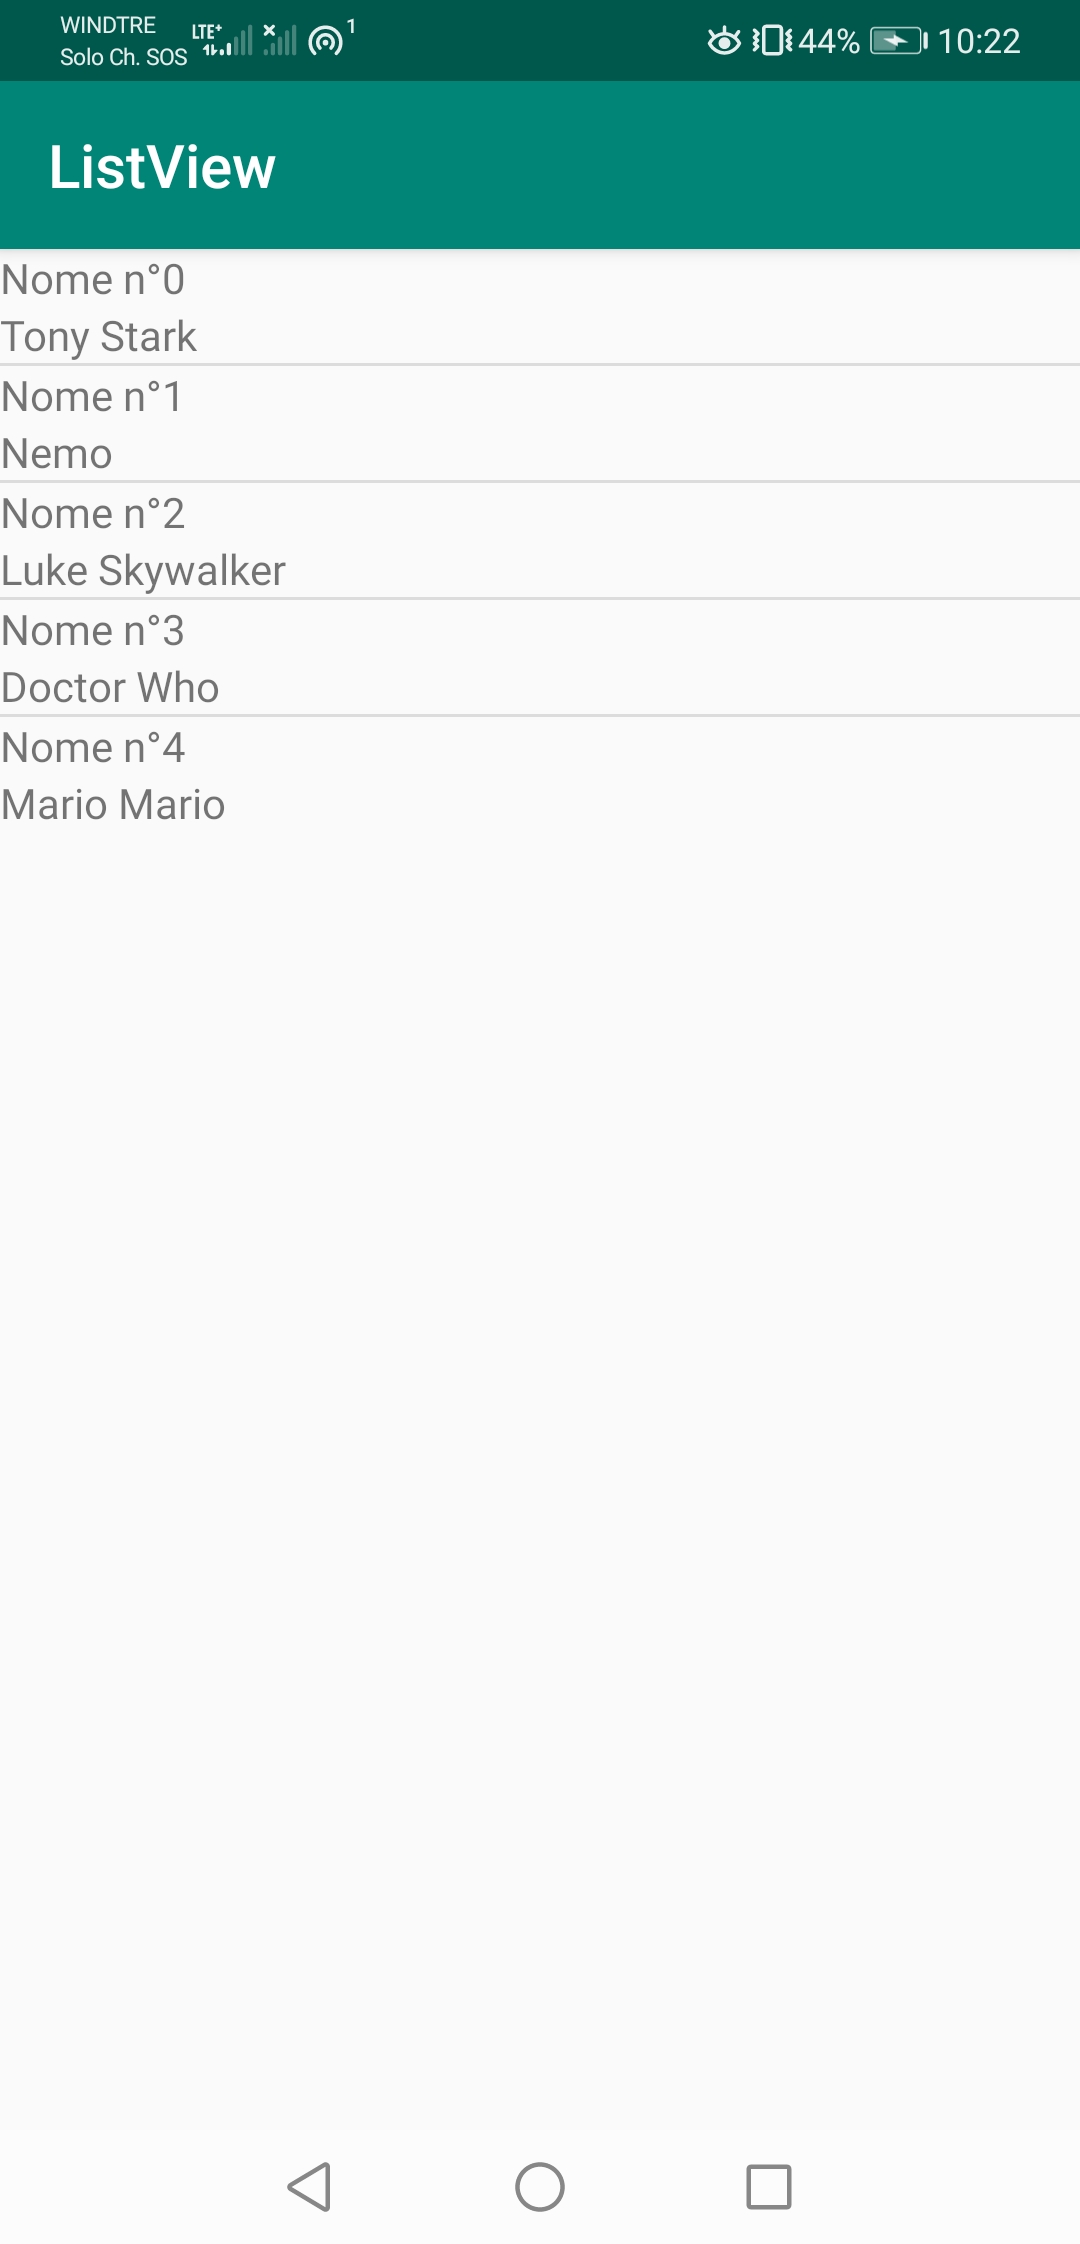 WINDTRE
Solo Ch. SOS
LTE+
1
44%
10:22
ListView
Nome n°0
Tony Stark
Nome n°1
Nemo
Nome n°2
Luke Skywalker
Nome n°3
Doctor Who
Nome n°4
Mario Mario